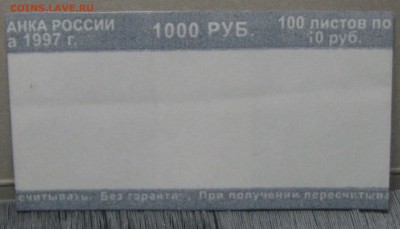 COINS.LAVE.RU
АНКА РОССИИ 1000 РУБ. 100 листов по
а 1997 г. 10 руб.
считывать Без гарантии. При получении пересчитыва